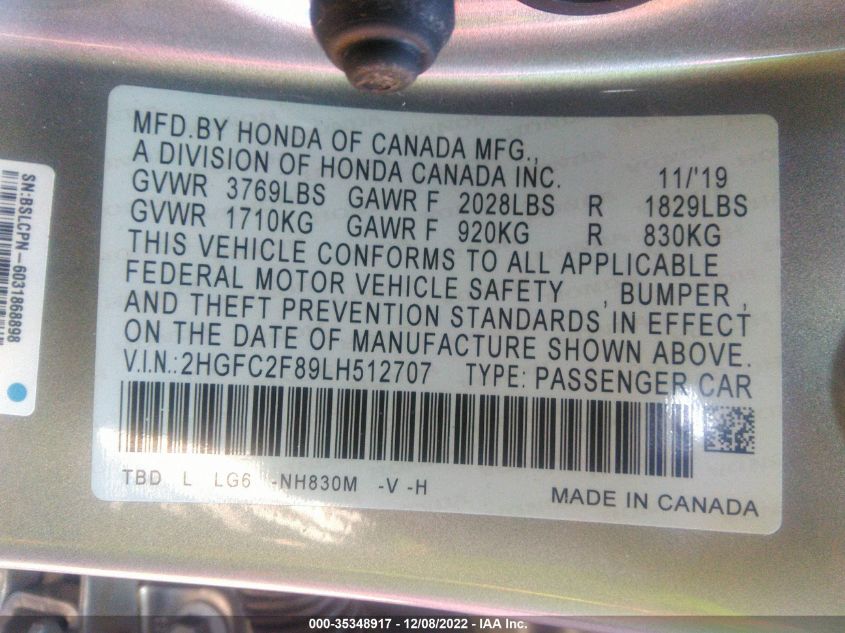 MFD.BY HONDA OF CANADA MFG.,
A DIVISION OF HONDA CANADA INC. 11/'19
GVWR 3769LBS GAWR F 2028LBS R 1829LBS
GVWR 1710KG GAWR F 920KG R 830KG
THIS VEHICLE CONFORMS TO ALL APPLICABLE
FEDERAL MOTOR VEHICLE SAFETY , BUMPER ,
AND THEFT PREVENTION STANDARDS IN EFFECT
ON THE DATE OF MANUFACTURE SHOWN ABOVE.
V.I.N.: 2HGFC2F89LH512707 TYPE: PASSENGER CAR
TBD L LG6 -NH830M -V -H
MADE IN CANADA
SN:BSLCPN-6031868898
000-35348917 - 12/08/2022 - IAA Inc.